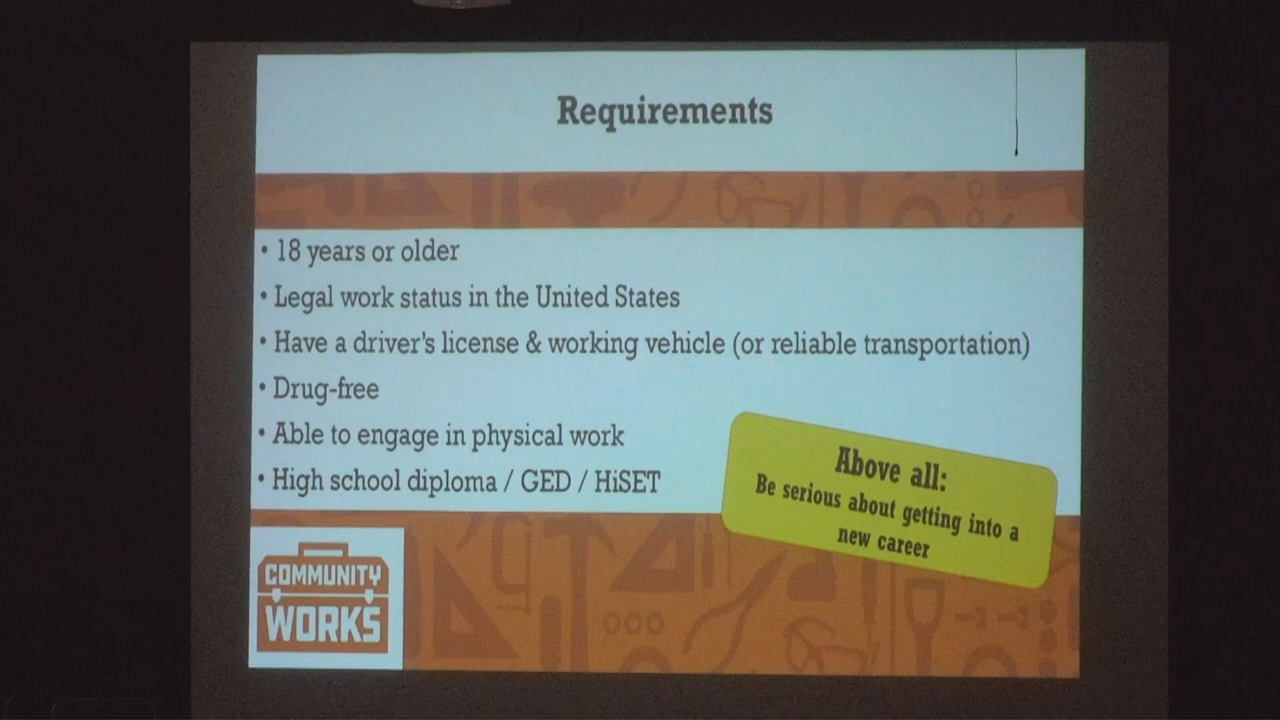 Requirements
• 18 years or older
• Legal work status in the United States
• Have a driver's license & working vehicle (or reliable transportation)
• Drug-free
• Able to engage in physical work
• High school diploma / GED / HiSET
Above all:
Be serious about getting into a
new career
COMMUNITY
WORKS